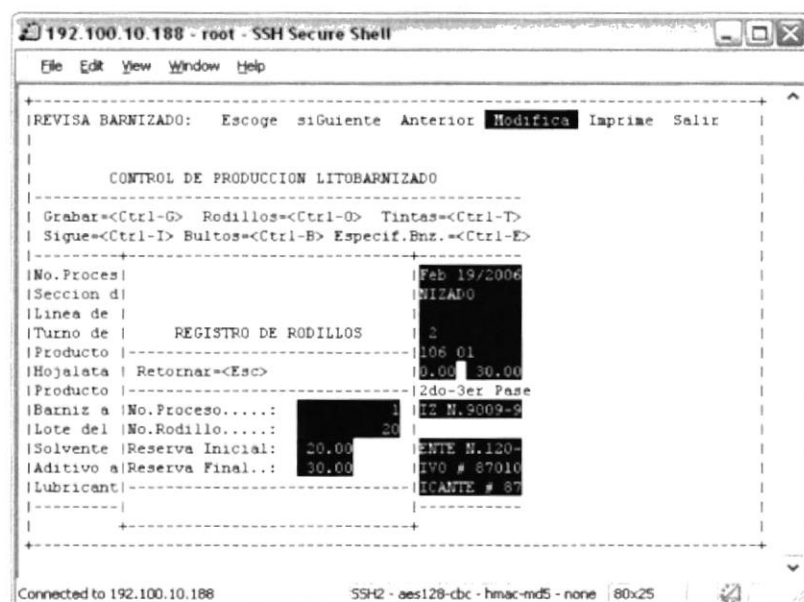 192.100.10.188 - root - SSH Secure Shell
File Edit View Window Help
REVISA BARNIZADO: Escoge siGuiente Anterior Modifica Imprime Salir
CONTROL DE PRODUCCION LITOBARNIZADO
Grabar=<Ctrl-G> Rodillos=<Ctrl-O> Tintas=<Ctrl-T>
Sigue=<Ctrl-I> Bultos=<Ctrl-B> Especif.Bnz.=<Ctrl-E>
No.Proces Feb 19/2006
Seccion d NIZADO
Linea de
Turno de REGISTRO DE RODILLOS 2
Producto 106 01
Hojalata Retornar=<Esc> 0.00 30.00
Producto 2do-3er Pase
Barniz a No.Proceso.....: 1 IZ N.9009-9
Lote del No.Rodillo.....: 20
Solvente Reserva Inicial: 20.00 ENTE N.120-
Aditivo a Reserva Final..: 30.00 IVO # 87010
Lubricant ICANTE # 87
Connected to 192.100.10.188 SSH2 - aes128-cbc - hmac-md5 - none 80x25